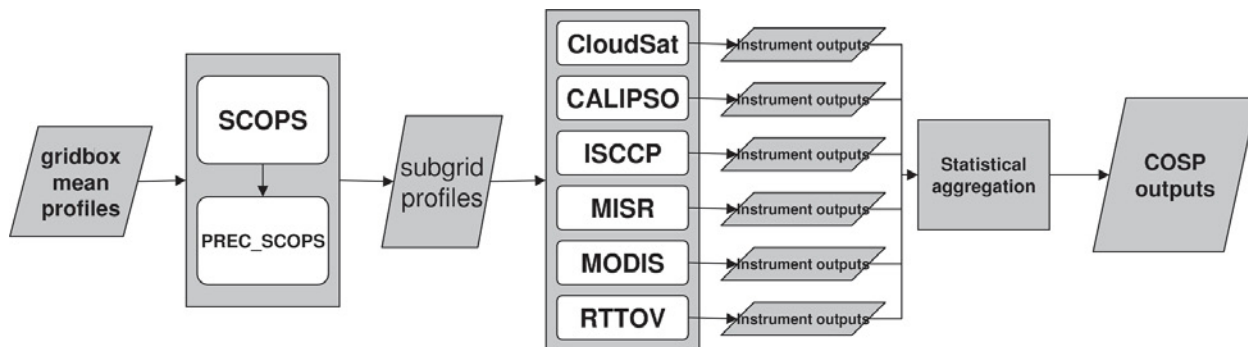 gridbox
mean
profiles
SCOPS
PREC_SCOPS
subgrid
profiles
CloudSat
CALIPSO
ISCCP
MISR
MODIS
RTTOV
Instrument outputs
Instrument outputs
Instrument outputs
Instrument outputs
Instrument outputs
Instrument outputs
Statistical
aggregation
COSP
outputs